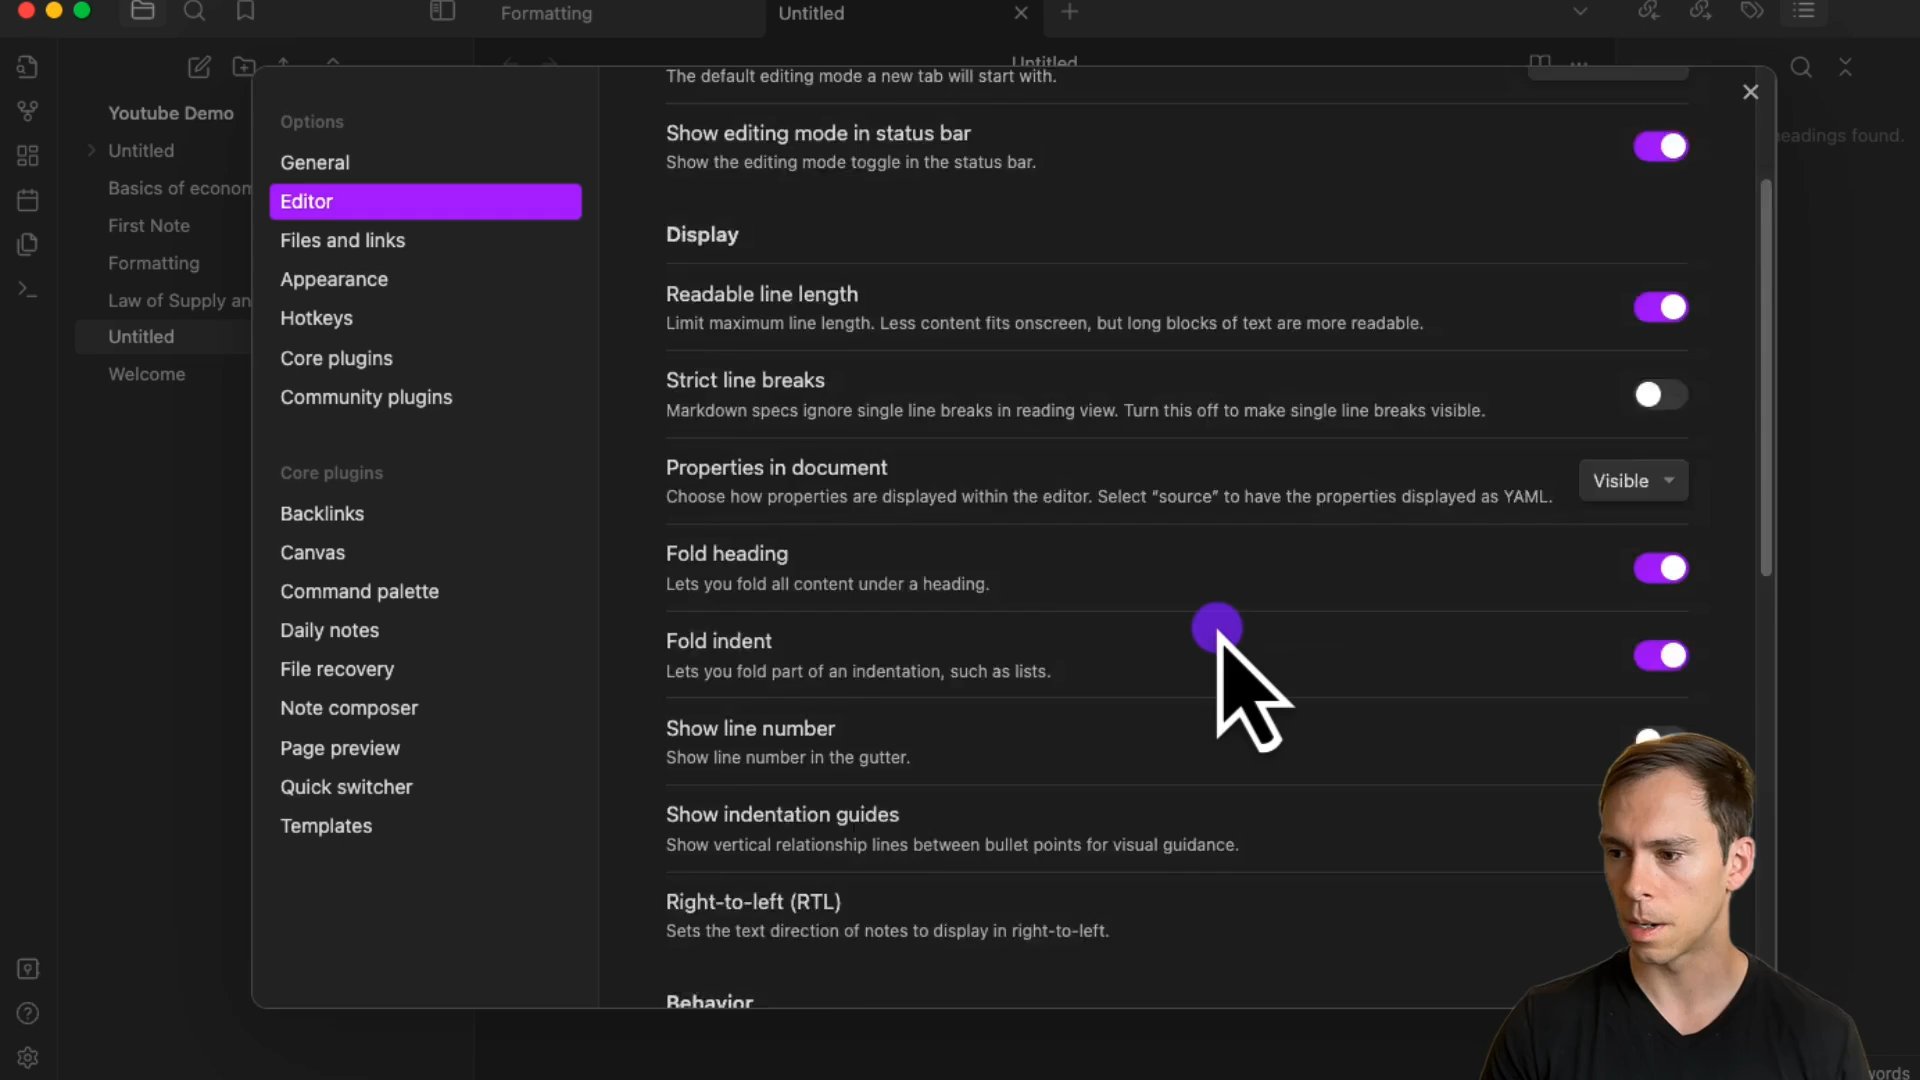 Formatting
Untitled
Untitled
Youtube Demo
Untitled
Basics of econom
First Note
Formatting
Law of Supply an
Untitled
Welcome
Options
General
Editor
Files and links
Appearance
Hotkeys
Core plugins
Community plugins
Core plugins
Backlinks
Canvas
Command palette
Daily notes
File recovery
Note composer
Page preview
Quick switcher
Templates
The default editing mode a new tab will start with.
Show editing mode in status bar
Show the editing mode toggle in the status bar.
Display
Readable line length
Limit maximum line length. Less content fits onscreen, but long blocks of text are more readable.
Strict line breaks
Markdown specs ignore single line breaks in reading view. Turn this off to make single line breaks visible.
Properties in document
Choose how properties are displayed within the editor. Select “source” to have the properties displayed as YAML.
Visible
Fold heading
Lets you fold all content under a heading.
Fold indent
Lets you fold part of an indentation, such as lists.
Show line number
Show line number in the gutter.
Show indentation guides
Show vertical relationship lines between bullet points for visual guidance.
Right-to-left (RTL)
Sets the text direction of notes to display in right-to-left.
Behavior
eadings found.
words